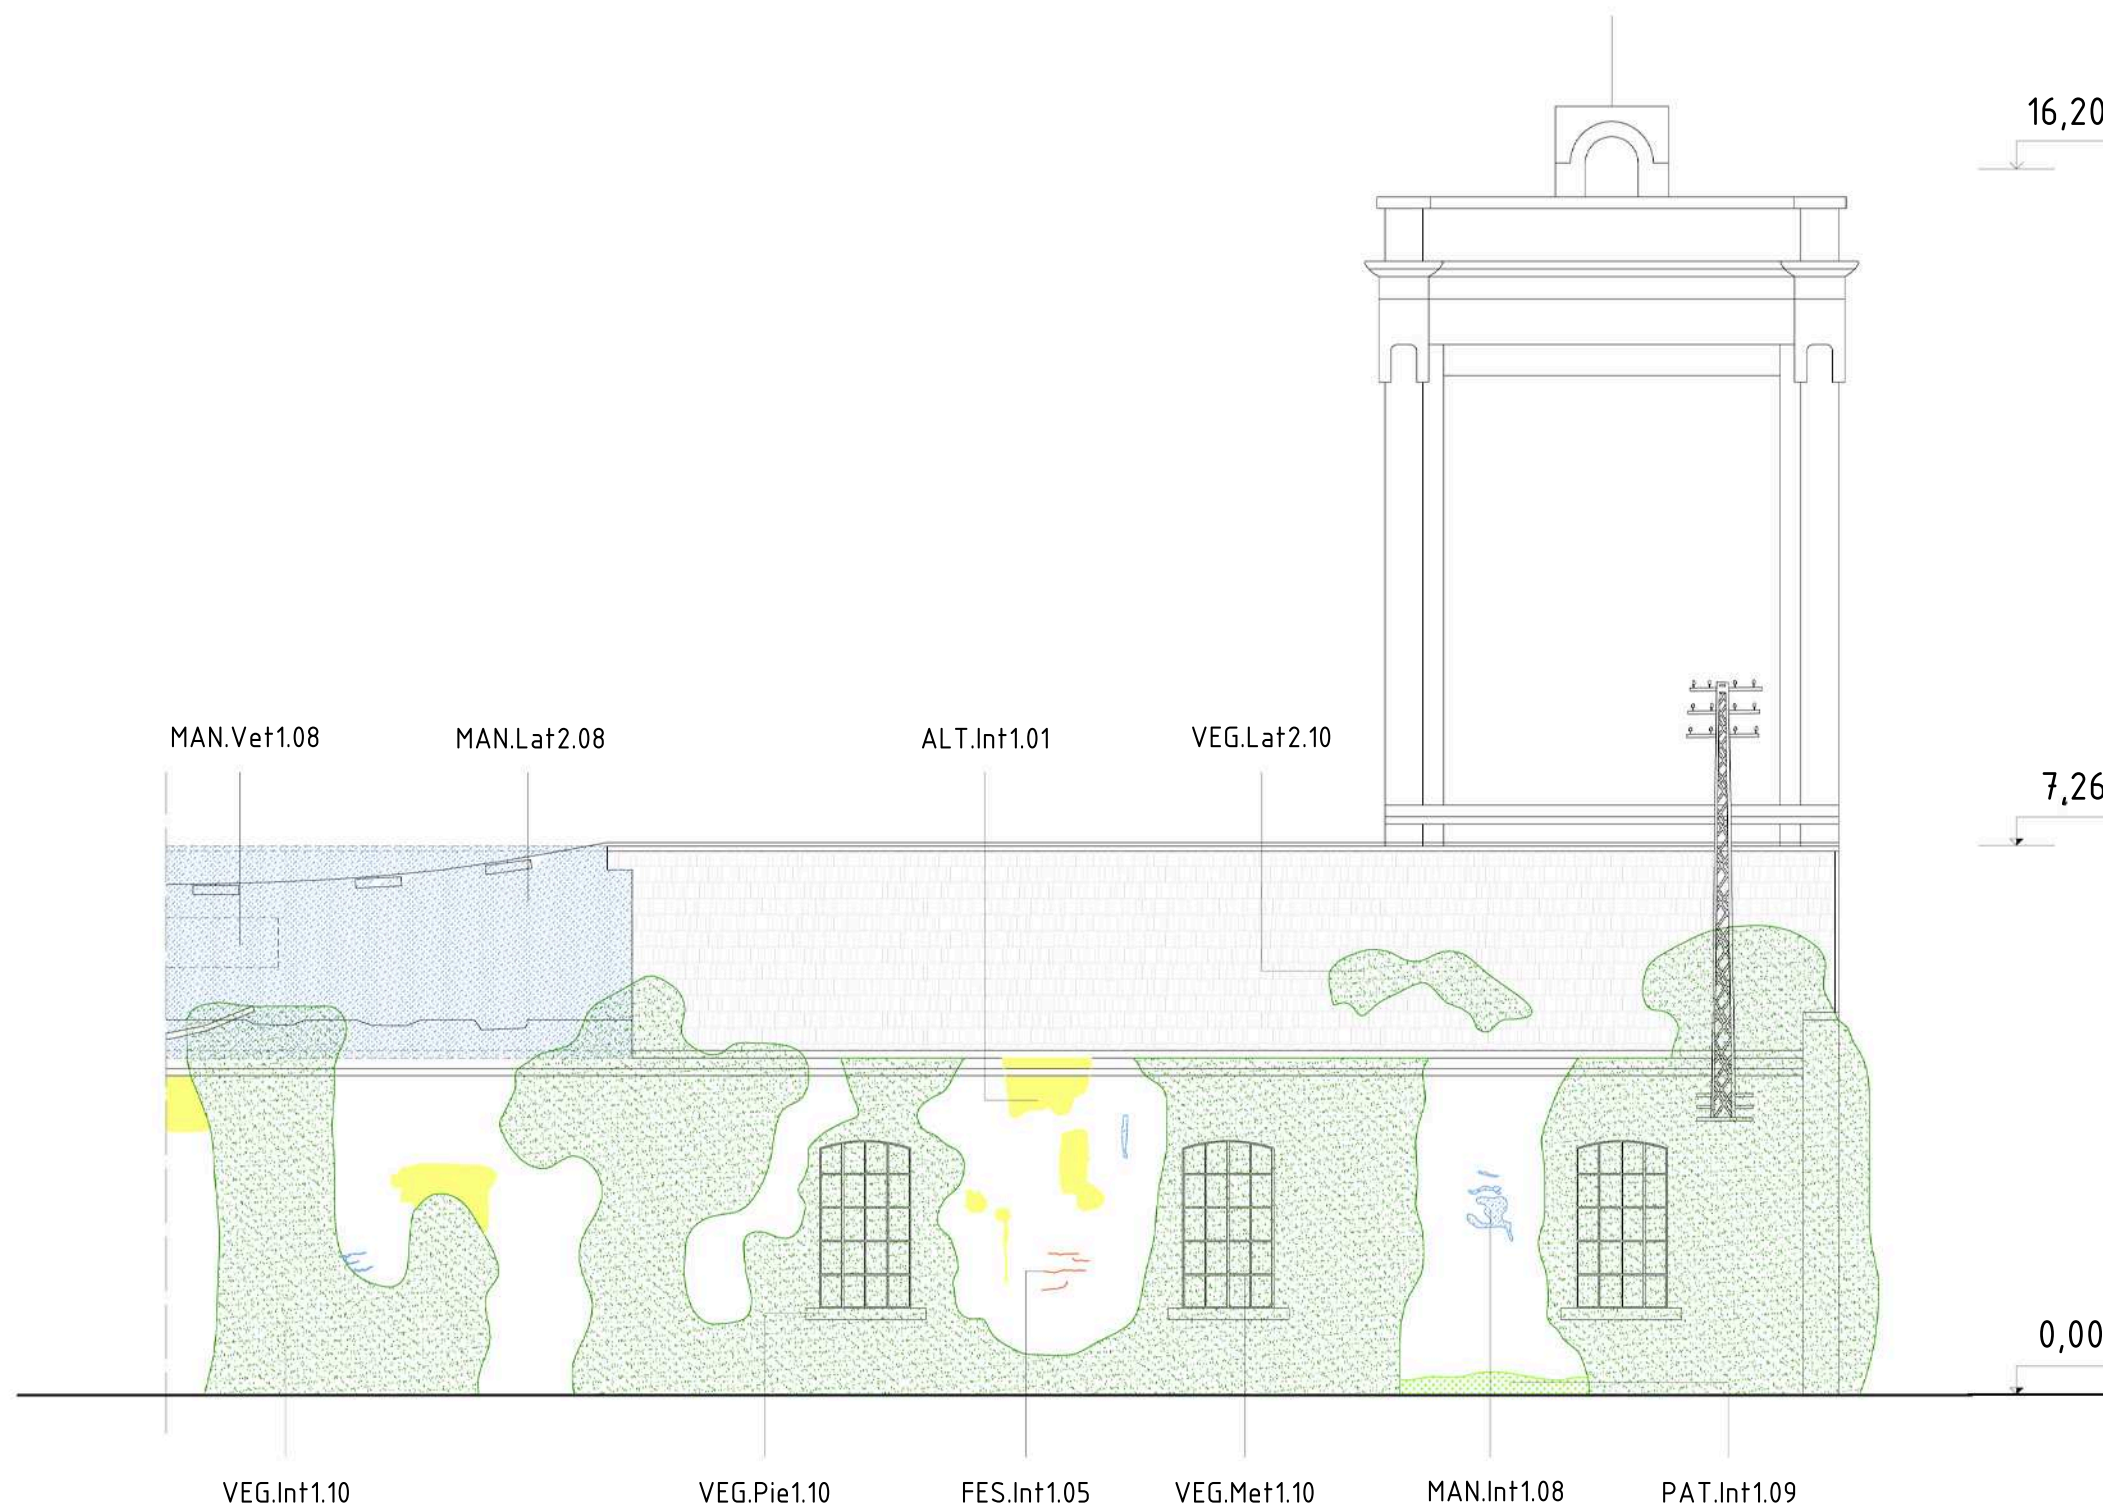 16,20
MAN.Vet1.08
MAN.Lat2.08
ALT.Int1.01
VEG.Lat2.10
7,26
0,00
VEG.Int1.10
VEG.Pie1.10
FES.Int1.05
VEG.Met1.10
MAN.Int1.08
PAT.Int1.09